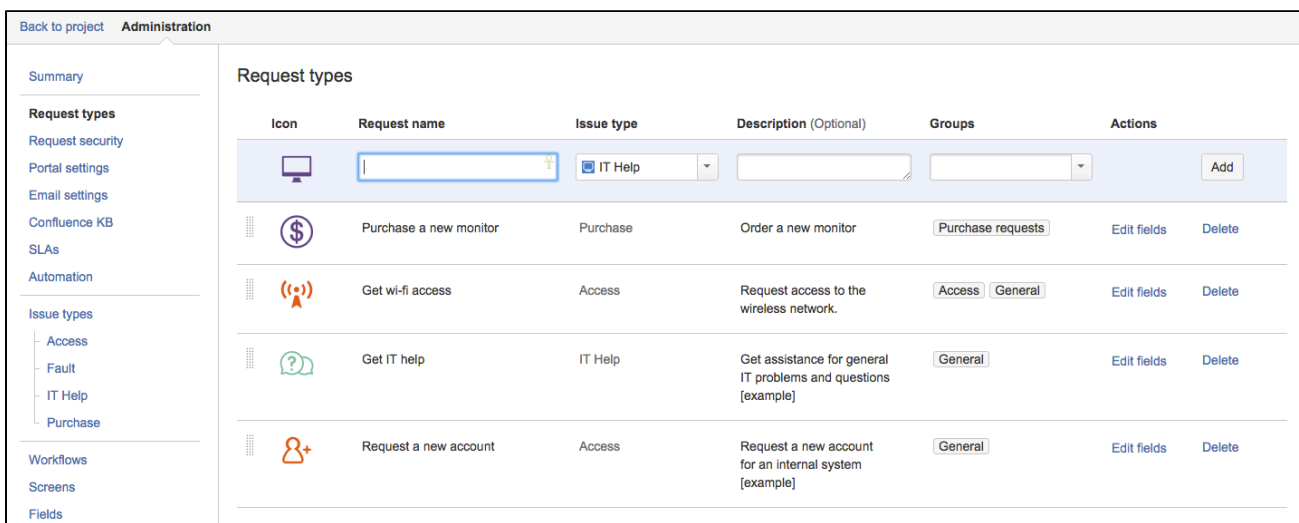 Back to project Administration
Summary
Request types
Request security
Portal settings
Email settings
Confluence KB
SLAs
Automation
Issue types
Access
Fault
IT Help
Purchase
Workflows
Screens
Fields
Request types
Icon Request name Issue type Description (Optional) Groups Actions
IT Help Add
Purchase a new monitor Purchase Order a new monitor Purchase requests Edit fields Delete
Get wi-fi access Access Request access to the Access General Edit fields Delete
wireless network.
Get IT help IT Help Get assistance for general General Edit fields Delete
IT problems and questions
[example]
Request a new account Access Request a new account General Edit fields Delete
for an internal system
[example]